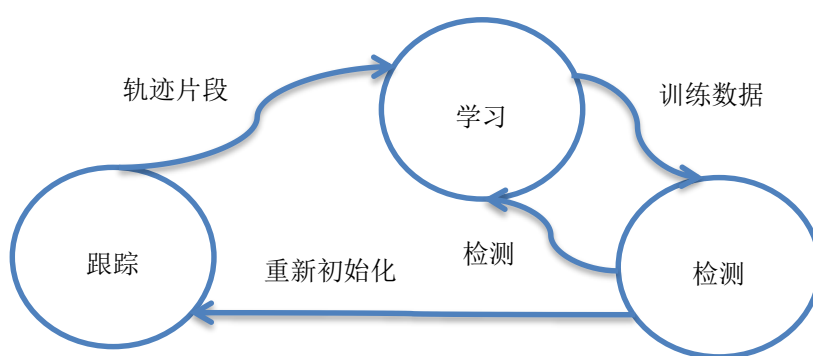 轨迹片段
学习
训练数据
跟踪
重新初始化
检测
检测